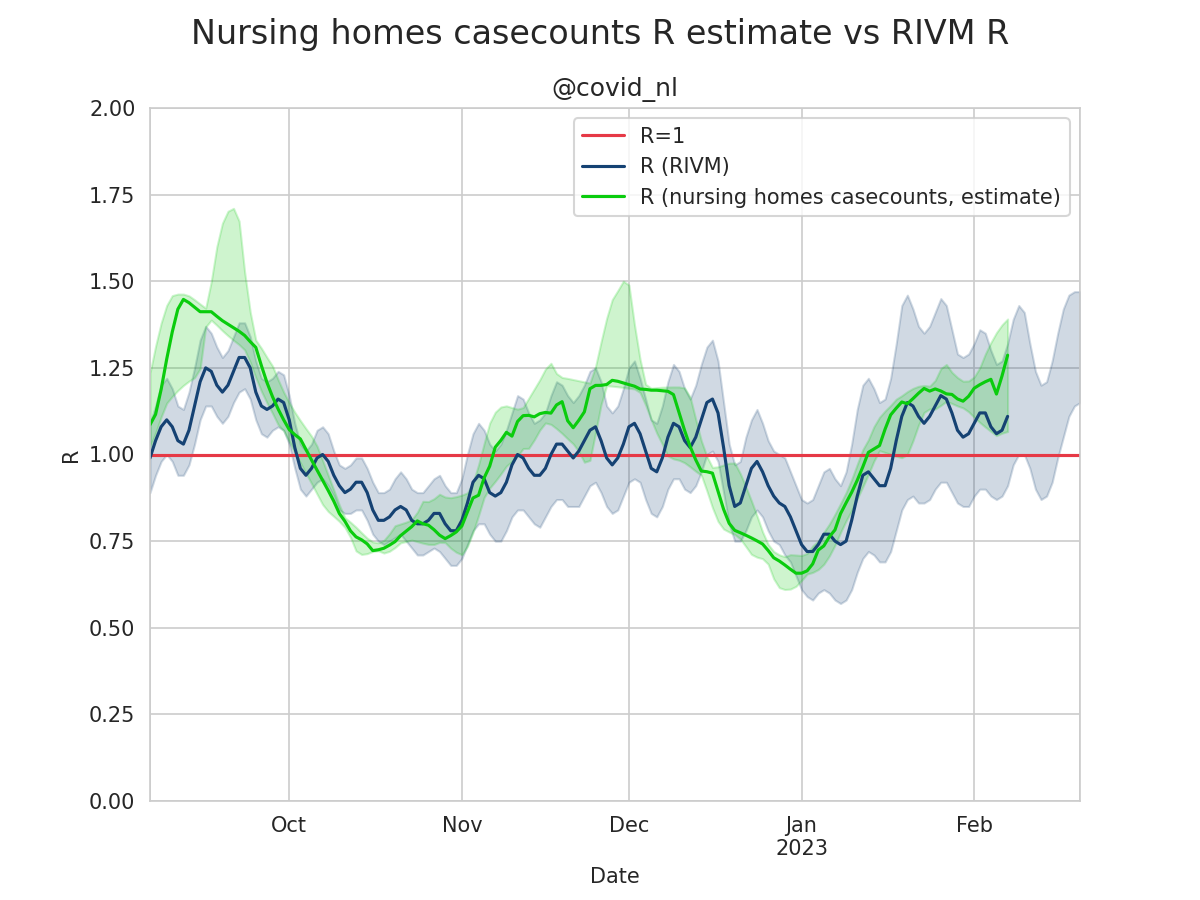 Nursing homes casecounts R estimate vs RIVM R
@covid_nl
R=1
R (RIVM)
R (nursing homes casecounts, estimate)
2.00
1.75
1.50
1.25
1.00
0.75
0.50
0.25
0.00
R
Oct
Nov
Dec
Jan
2023
Feb
Date